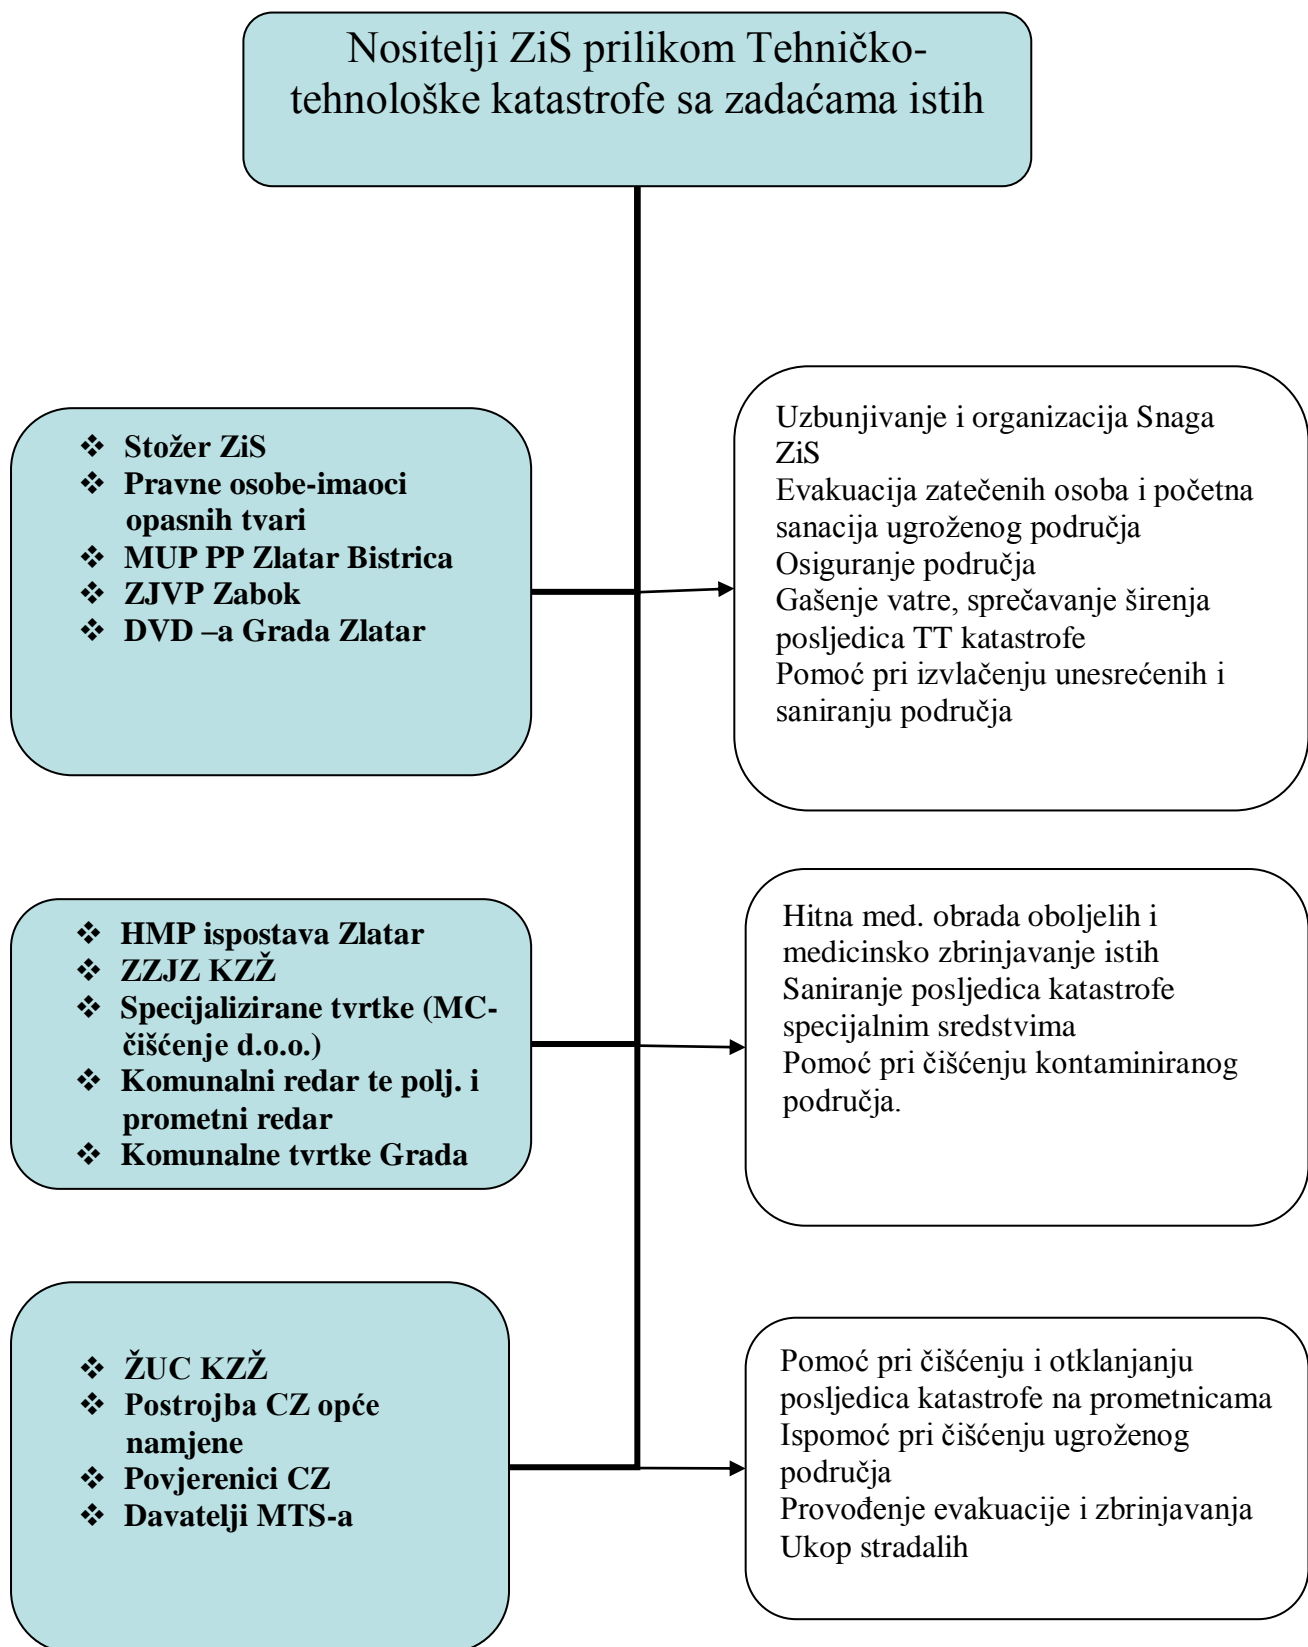 Nositelji ZiS prilikom Tehničko-
tehnološke katastrofe sa zadaćama istih
❖ Stožer ZiS
❖ Pravne osobe-imaoci
opasnih tvari
❖ MUP PP Zlatar Bistrica
❖ ZJVP Zabok
❖ DVD –a Grada Zlatar
Uzbunjivanje i organizacija Snaga
ZiS
Evakuacija zatečenih osoba i početna
sanacija ugroženog područja
Osiguranje područja
Gašenje vatre, sprečavanje širenja
posljedica TT katastrofe
Pomoć pri izvlačenju unesrećenih i
saniranju područja
❖ HMP ispostava Zlatar
❖ ZZJZ KZŽ
❖ Specijalizirane tvrtke (MC-
čišćenje d.o.o.)
❖ Komunalni redar te polj. i
prometni redar
❖ Komunalne tvrtke Grada
Hitna med. obrada oboljelih i
medicinsko zbrinjavanje istih
Saniranje posljedica katastrofe
specijalnim sredstvima
Pomoć pri čišćenju kontaminiranog
područja.
❖ ŽUC KZŽ
❖ Postrojba CZ opće
namjene
❖ Povjerenici CZ
❖ Davatelji MTS-a
Pomoć pri čišćenju i otklanjanju
posljedica katastrofe na prometnicama
Ispomoć pri čišćenju ugroženog
područja
Provođenje evakuacije i zbrinjavanja
Ukop stradalih